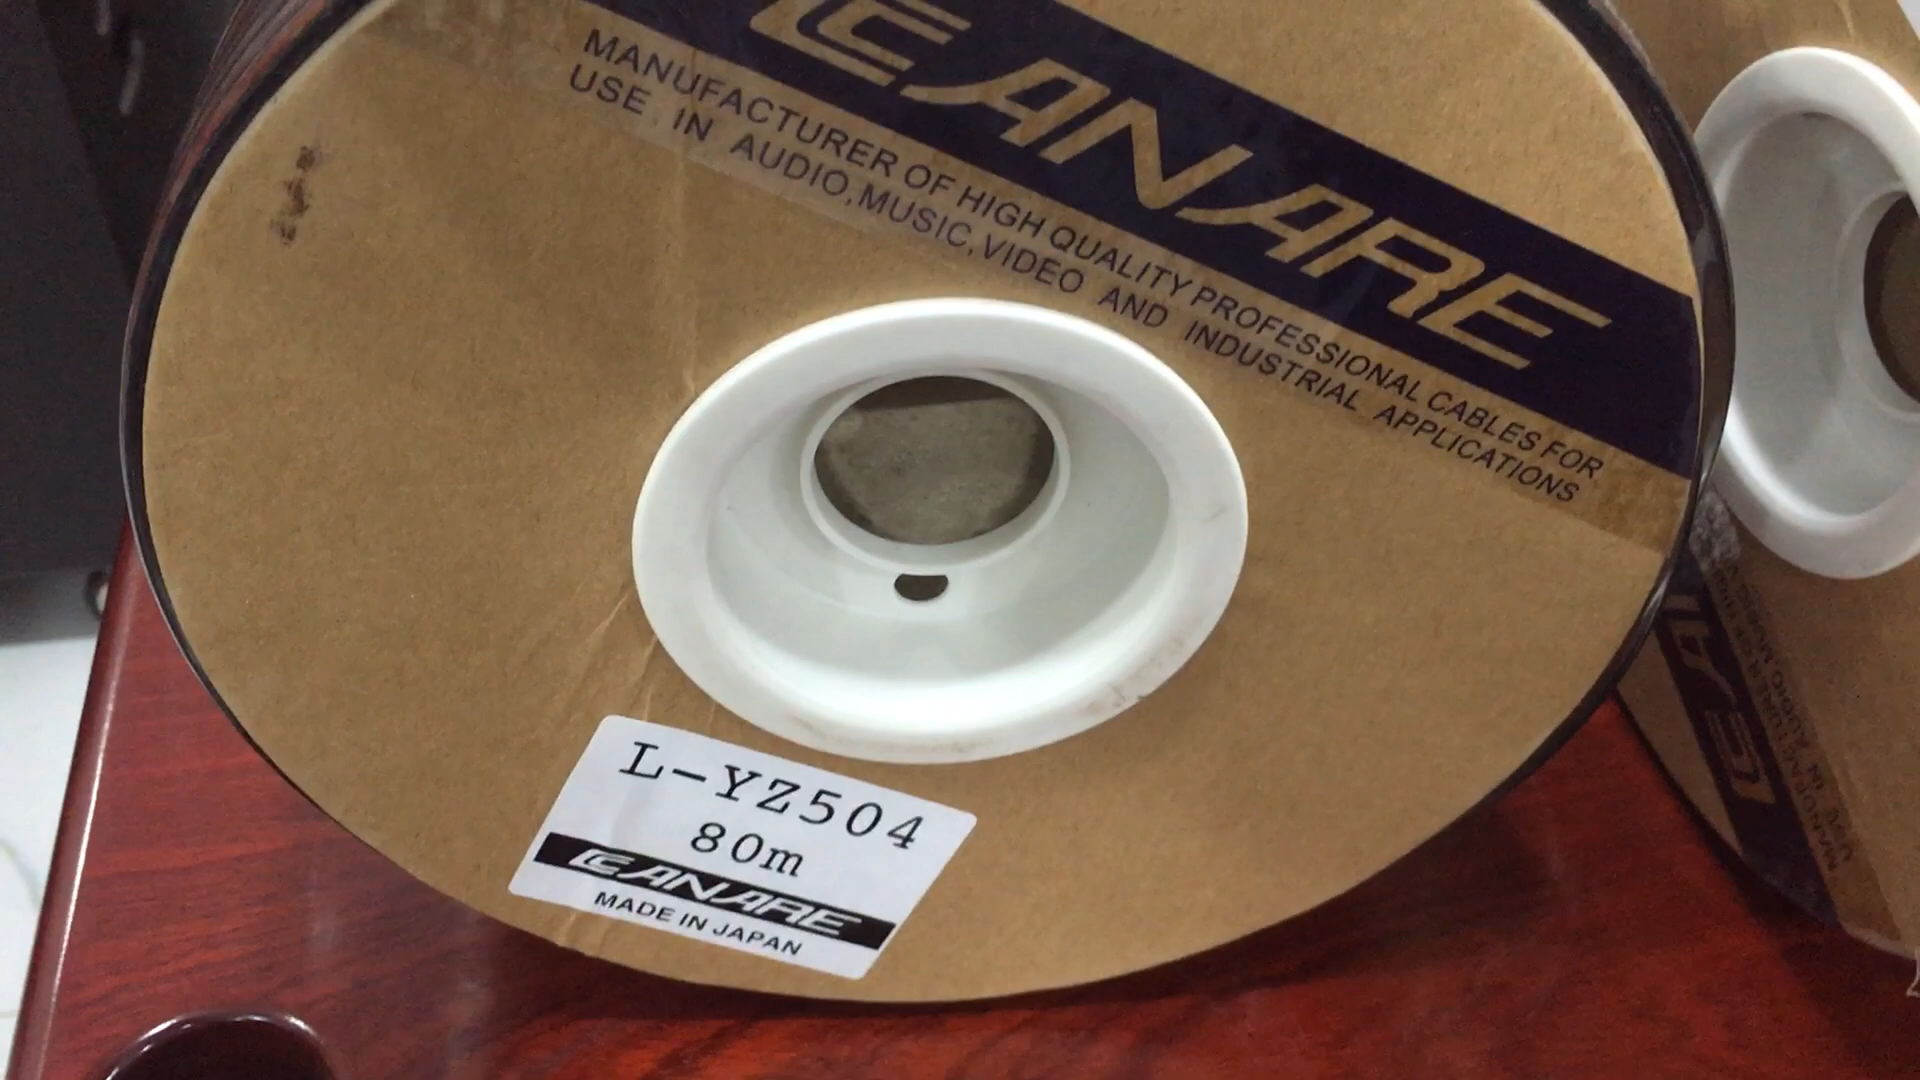 CANARE
MANUFACTURER OF HIGH QUALITY PROFESSIONAL CABLES FOR
USE IN AUDIO,MUSIC,VIDEO AND INDUSTRIAL APPLICATIONS
L-YZ504
80m
CANARE
MADE IN JAPAN